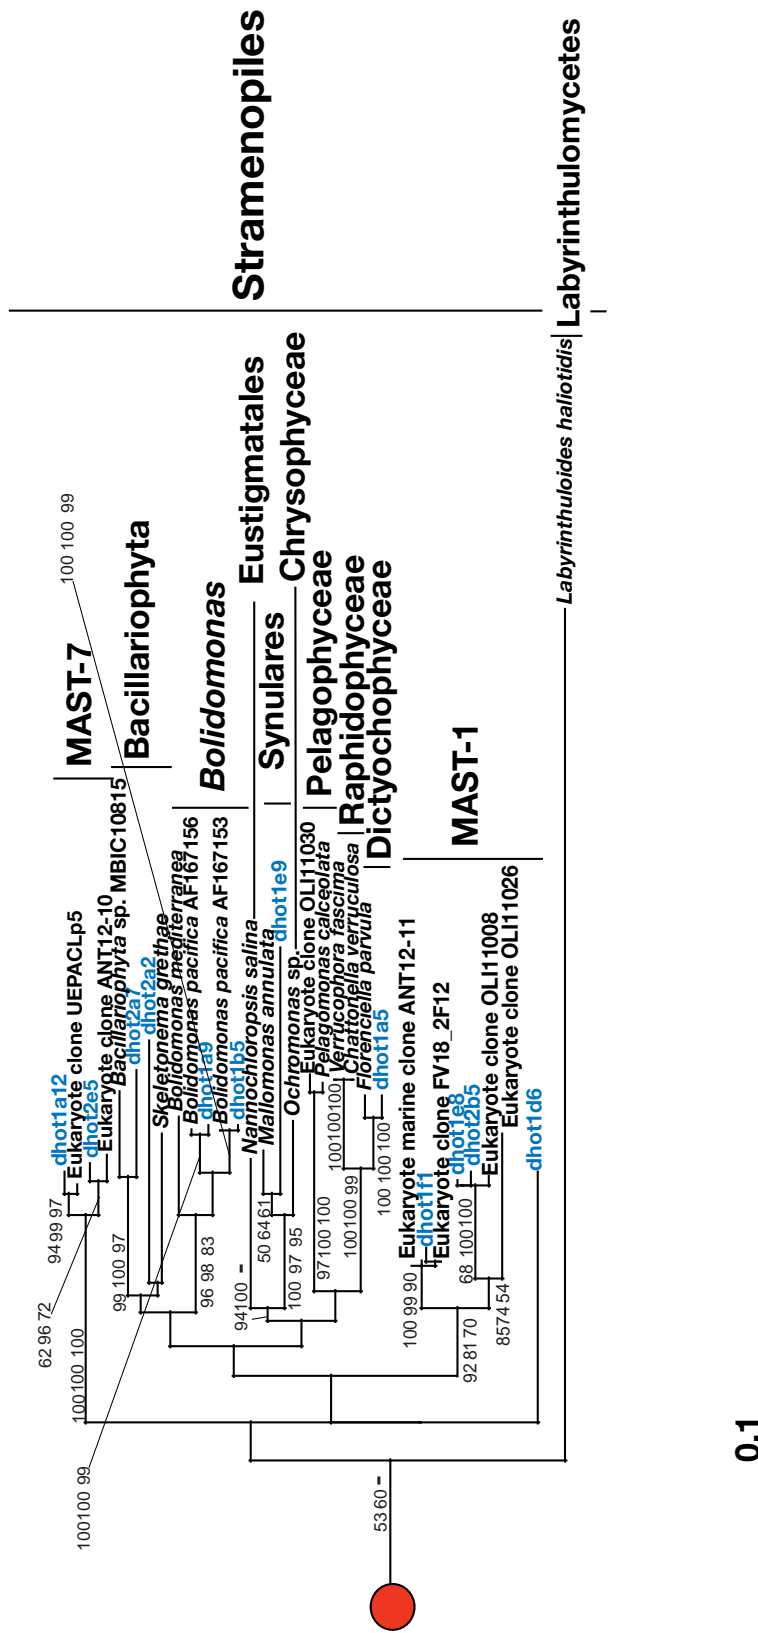 Stramenopiles
Labyrinthulomycetes
MAST-7
Bacillariophyta
Bolidomonas
Eustigmatales
Synulares
Chrysophyceae
Pelagophyceae
Raphidophyceae
Dictyochophyceae
MAST-1
dhot1a12
Eukaryote clone UEPACLp5
dhot2e5
Eukaryote clone ANT12-10
Bacillariophyta sp. MBIC10815
dhot2a7
dhot2a2
Skeletonema grethae
Bolidomonas mediterranea
Bolidomonas pacifica AF167156
dhot1a9
Bolidomonas pacifica AF167153
dhot1b5
Nannochloropsis salina
Mallomonas annulata
dhot1e9
Ochromonas sp.
Eukaryote clone OLI11030
Pelagomonas calceolata
Verrucophora fascima
Chattonella verruculosa
Florenciella parvula
dhot1a5
Eukaryote marine clone ANT12-11
dhot1f1
Eukaryote clone FV18_2F12
dhot1e8
dhot2b5
Eukaryote clone OLI11008
Eukaryote clone OLI11026
dhot1d6
Labyrinthuloides haliotidis
100 100 99
94 99 97
62 96 72
100 100 100
99 100 97
100 100 99
96 98 83
94 100 -
50 64 61
100 97 95
97 100 100
100 100 100
100 100 99
100 100 100
100 99 90
68 100 100
92 81 70
85 74 54
53 60 -
0.1